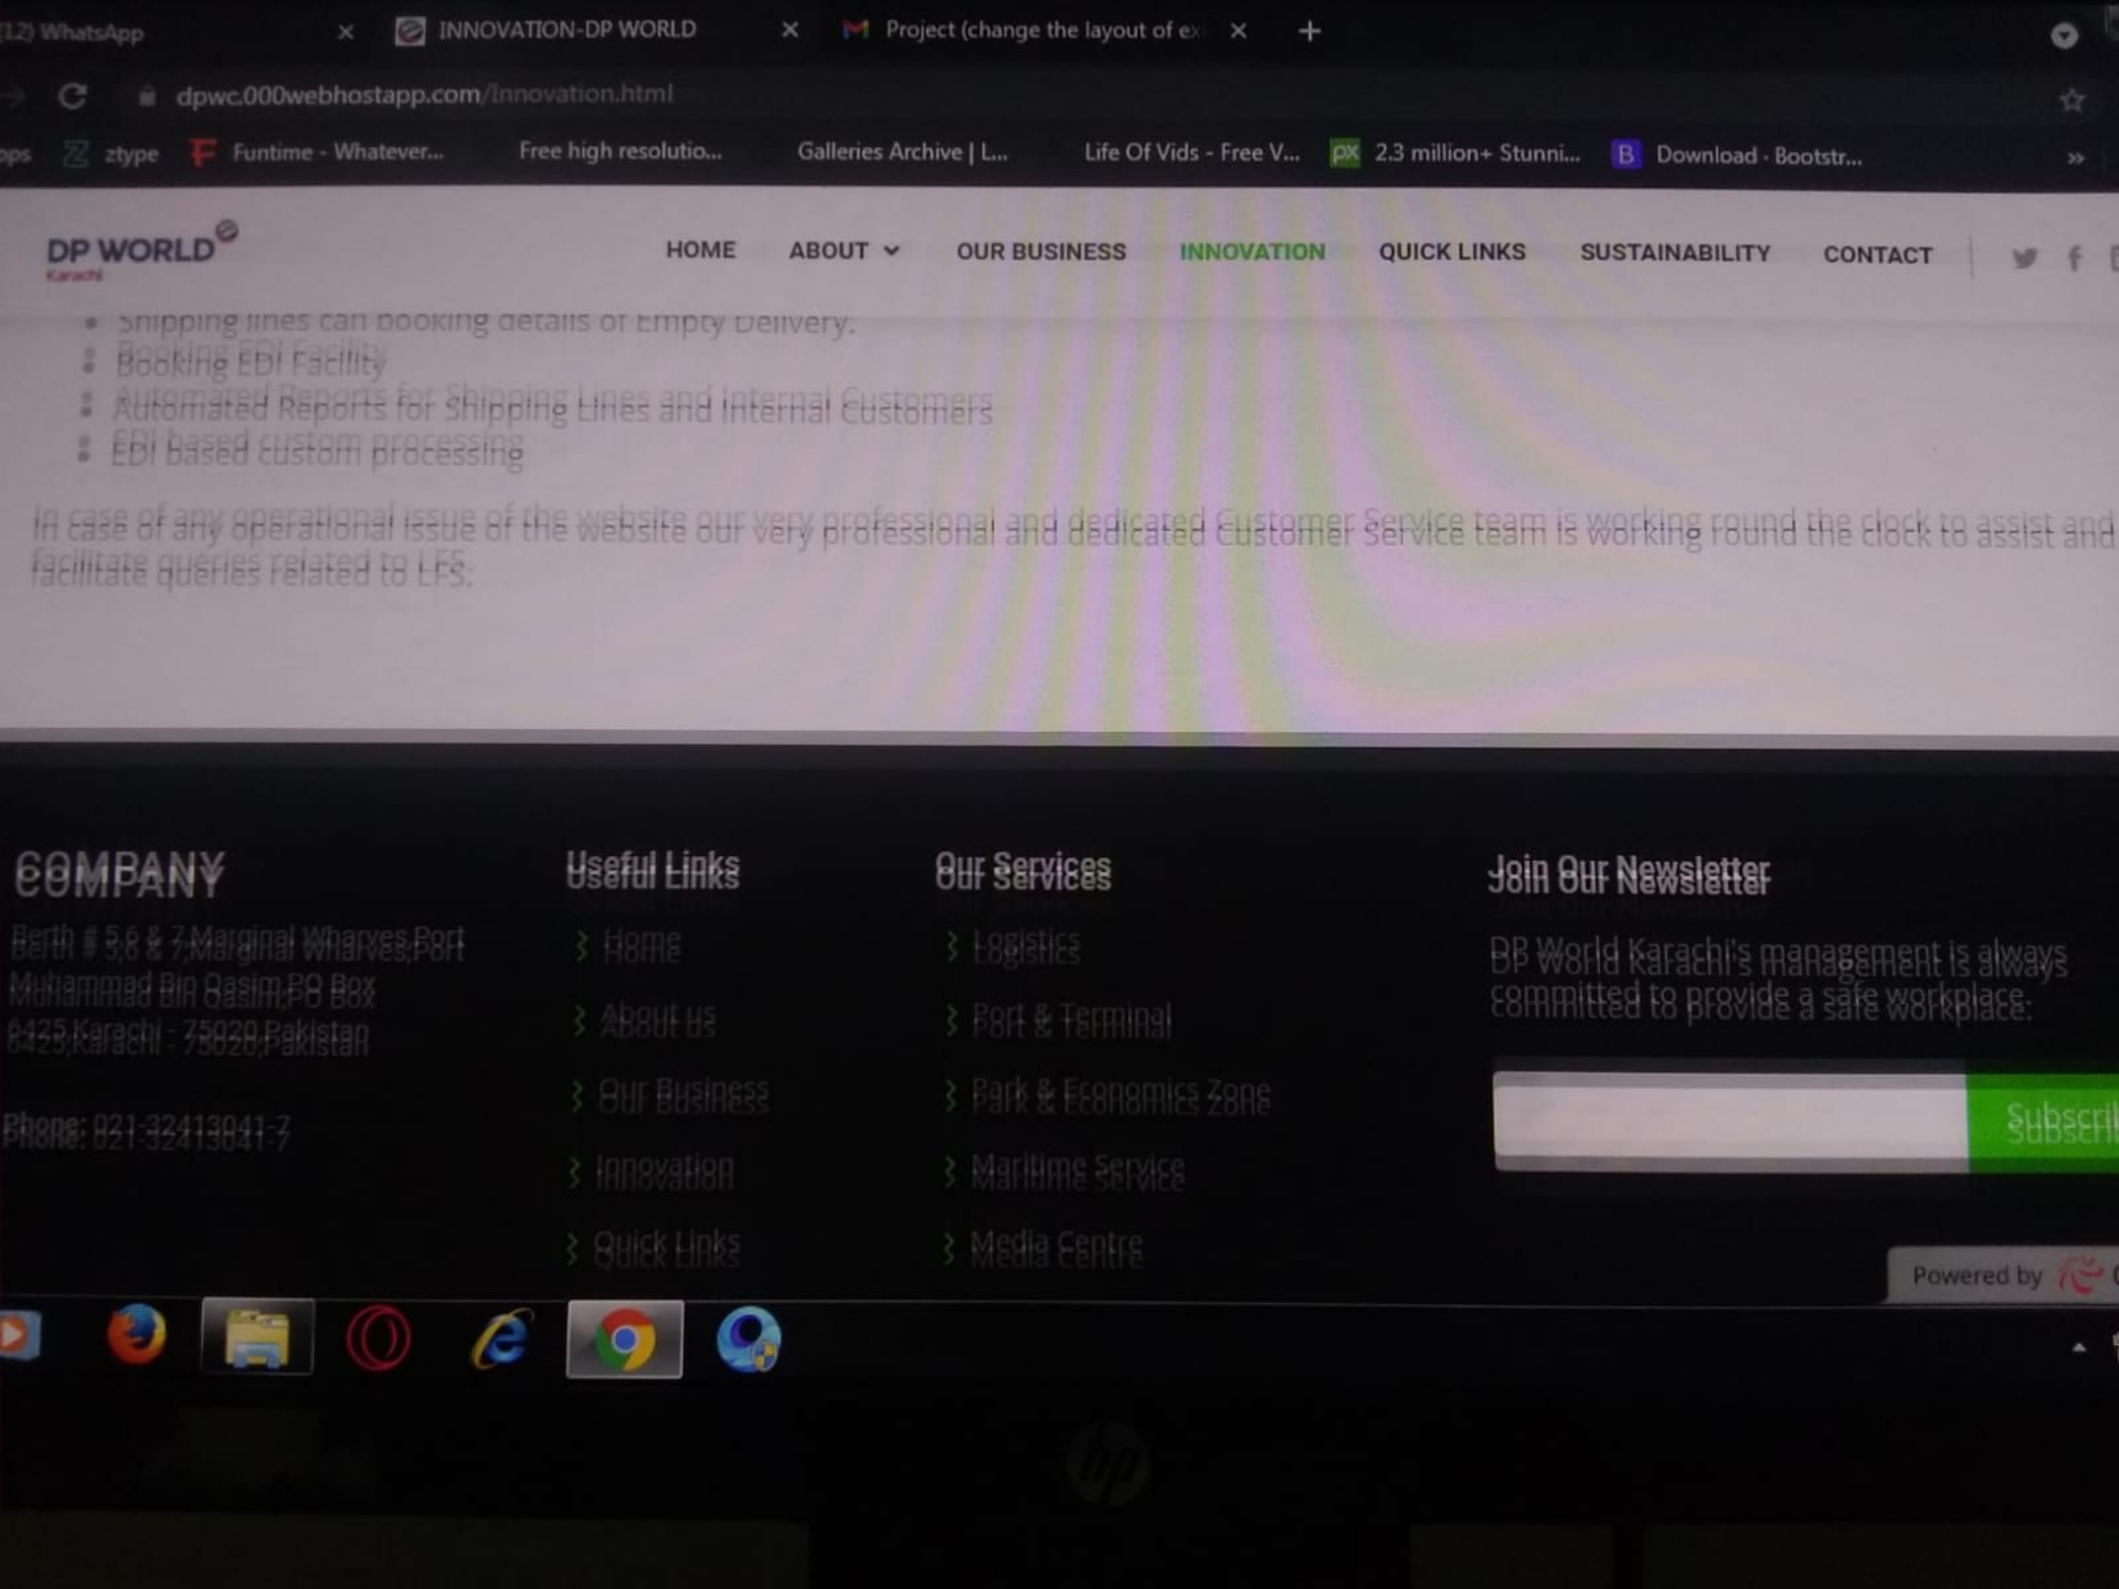 (12) WhatsApp
INNOVATION-DP WORLD
Project (change the layout of ex
dpwc.000webhostapp.com/Innovation.html
ztype
Funtime - Whatever...
Free high resolutio...
Galleries Archive | L...
Life Of Vids - Free V...
px 2.3 million+ Stunni...
B Download · Bootstr...
»
DP WORLD
Karachi
HOME
ABOUT
OUR BUSINESS
INNOVATION
QUICK LINKS
SUSTAINABILITY
CONTACT
Shipping lines can booking details of Empty Delivery.
Booking EDI Facility
Automated Reports for Shipping Lines and Internal Customers
EDI based custom processing
In case of any operational issue of the website our very professional and dedicated Customer Service team is working round the clock to assist and
facilitate queries related to LFS.
COMPANY
Berth # 5,6 & 7,Marginal Wharves,Port
Muhammad Bin Qasim,PO Box
6425,Karachi - 75020,Pakistan
Phone: 021-32413041-7
Useful Links
Home
About us
Our Business
Innovation
Quick Links
Our Services
Logistics
Port & Terminal
Park & Economics Zone
Maritime Service
Media Centre
Join Our Newsletter
DP World Karachi's management is always
committed to provide a safe workplace.
Powered by
hp